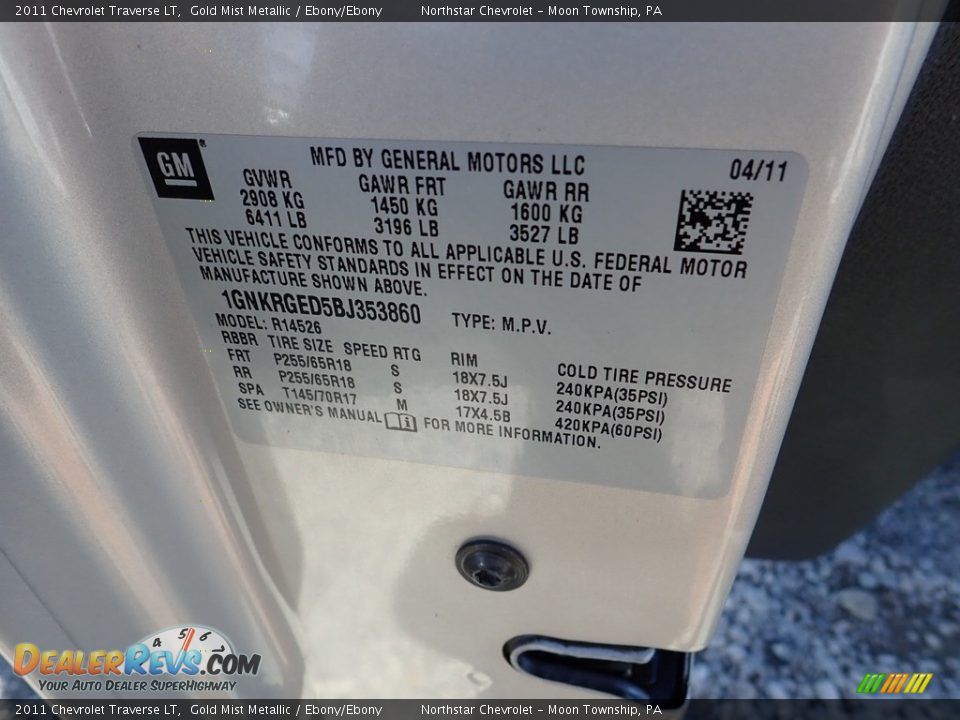 2011 Chevrolet Traverse LT, Gold Mist Metallic / Ebony/Ebony Northstar Chevrolet - Moon Township, PA
GM®
MFD BY GENERAL MOTORS LLC 04/11
GVWR GAWR FRT GAWR RR
2908 KG 1450 KG 1600 KG
6411 LB 3196 LB 3527 LB
THIS VEHICLE CONFORMS TO ALL APPLICABLE U.S. FEDERAL MOTOR
VEHICLE SAFETY STANDARDS IN EFFECT ON THE DATE OF
MANUFACTURE SHOWN ABOVE.
1GNKRGED5BJ353860 TYPE: M.P.V.
MODEL: R14526
RBBR TIRE SIZE SPEED RTG RIM COLD TIRE PRESSURE
FRT P255/65R18 S 18X7.5J 240KPA(35PSI)
RR P255/65R18 S 18X7.5J 240KPA(35PSI)
SPA T145/70R17 M 17X4.5B 420KPA(60PSI)
SEE OWNER'S MANUAL FOR MORE INFORMATION.
4 5 6
DEALERREVS.COM
YOUR AUTO DEALER SUPERHIGHWAY
2011 Chevrolet Traverse LT, Gold Mist Metallic / Ebony/Ebony Northstar Chevrolet - Moon Township, PA